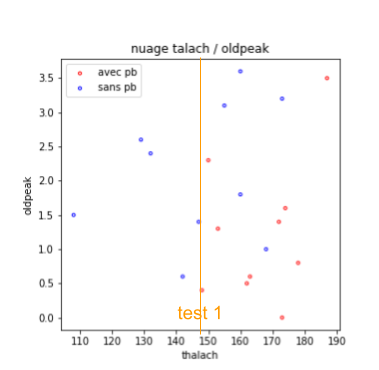 nuage talach / oldpeak
avec pb
sans pb
3.5
3.0
2.5
2.0
1.5
1.0
0.5
0.0
oldpeak
test 1
110 120 130 140 150 160 170 180 190
thalach